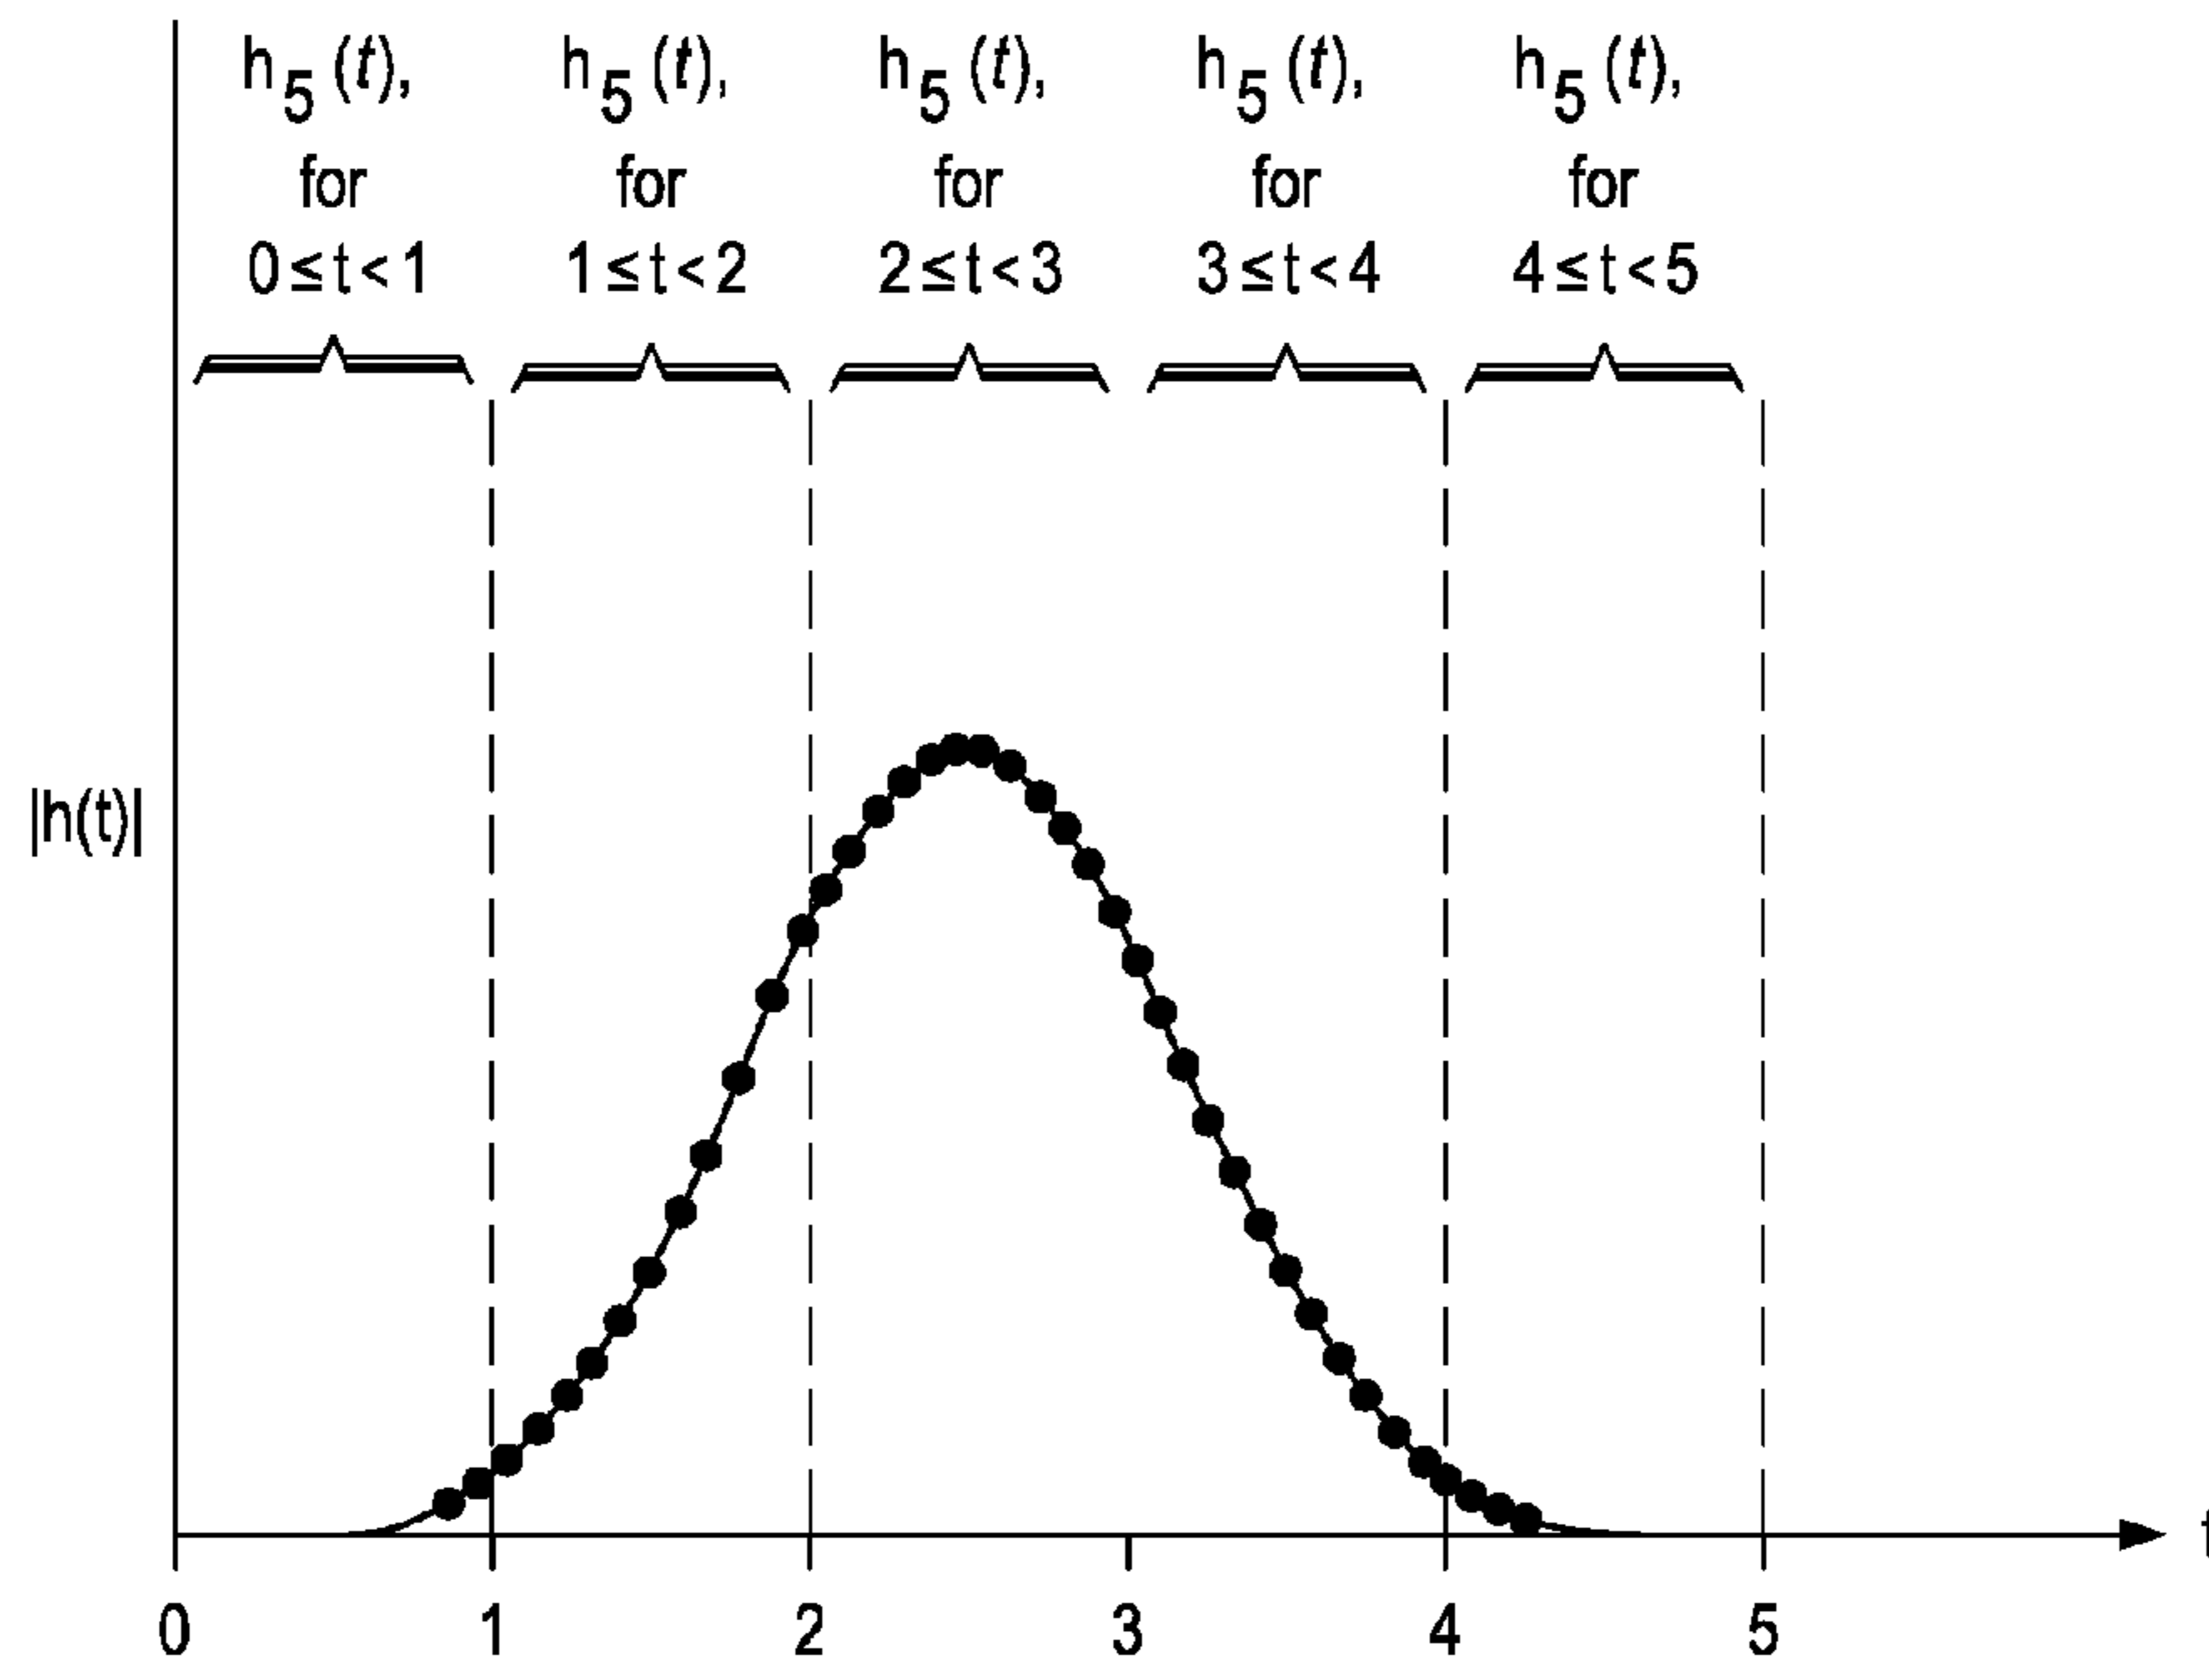 h5(t), h5(t), h5(t), h5(t), h5(t),
for for for for for
0≤t<1 1≤t<2 2≤t<3 3≤t<4 4≤t<5
|h(t)|
t
0 1 2 3 4 5